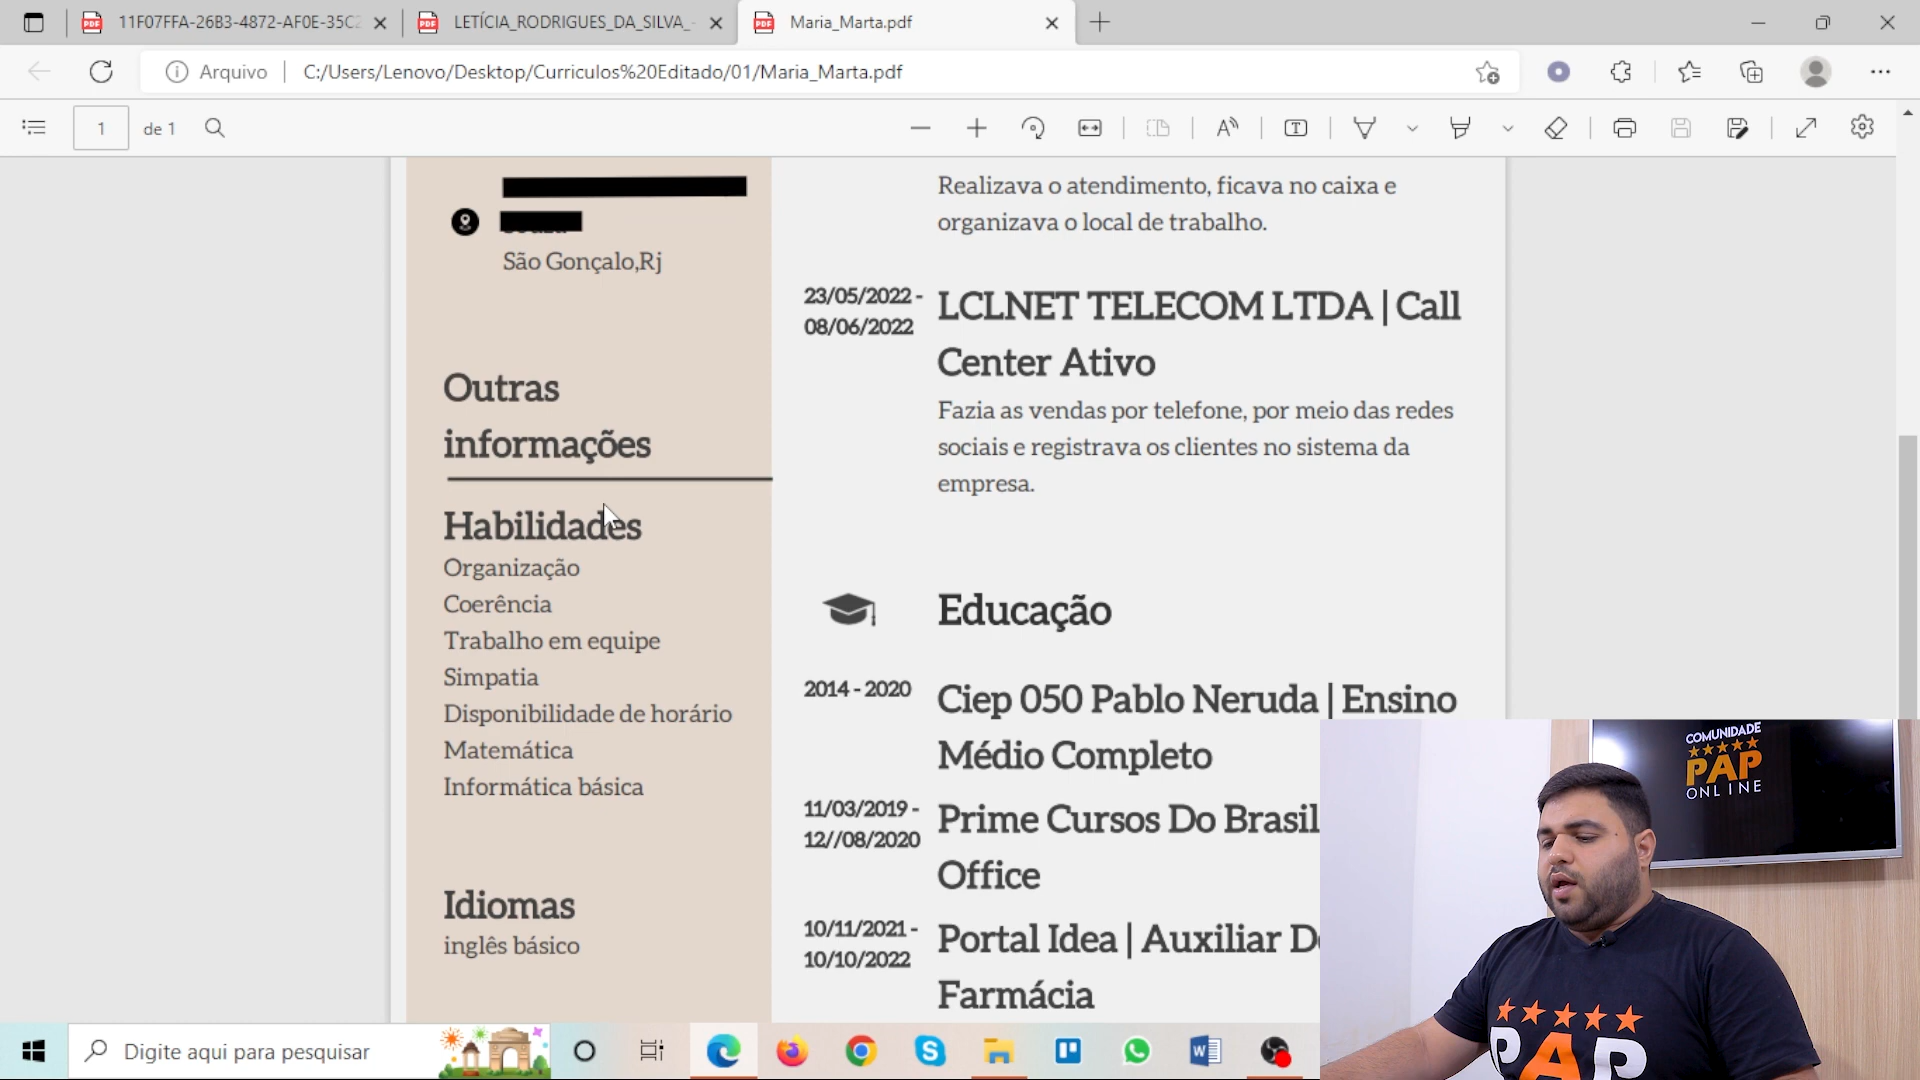 11F07FFA-26B3-4872-AF0E-35C2
LETÍCIA_RODRIGUES_DA_SILVA_-
Maria_Marta.pdf
Arquivo
C:/Users/Lenovo/Desktop/Curriculos%20Editado/01/Maria_Marta.pdf
1
de 1
São Gonçalo,Rj
Outras
informações
Habilidades
Organização
Coerência
Trabalho em equipe
Simpatia
Disponibilidade de horário
Matemática
Informática básica
Idiomas
inglês básico
Realizava o atendimento, ficava no caixa e
organizava o local de trabalho.
23/05/2022 -
08/06/2022
LCLNET TELECOM LTDA | Call
Center Ativo
Fazia as vendas por telefone, por meio das redes
sociais e registrava os clientes no sistema da
empresa.
Educação
2014 - 2020
Ciep 050 Pablo Neruda | Ensino
Médio Completo
11/03/2019 -
12//08/2020
Prime Cursos Do Brasil
Office
10/11/2021 -
10/10/2022
Portal Idea | Auxiliar De
Farmácia
COMUNIDADE
PAP
ONLINE
PAP
Digite aqui para pesquisar